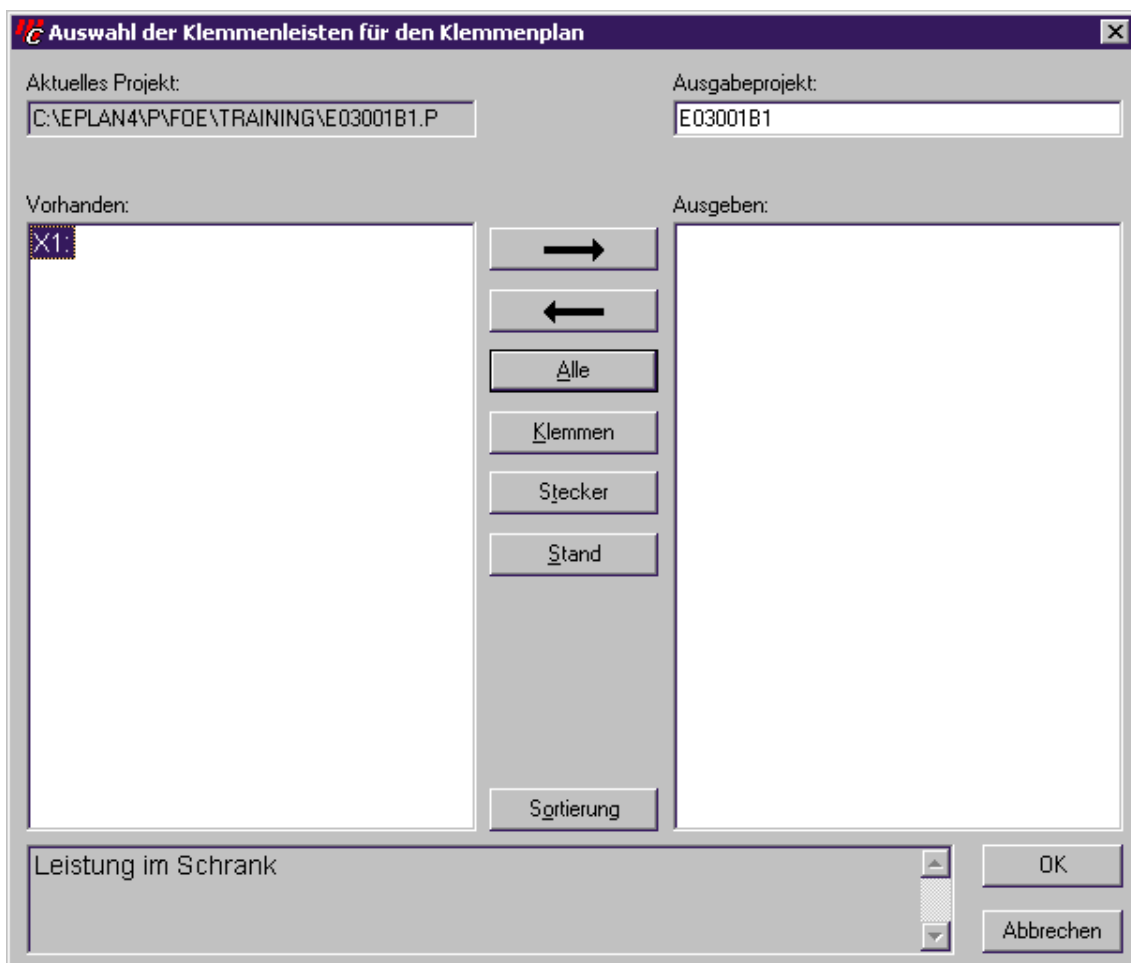 Auswahl der Klemmenleisten für den Klemmenplan
Aktuelles Projekt:
C:\EPLAN4\P\FOE\TRAINING\E03001B1.P
Ausgabeprojekt:
E03001B1
Vorhanden:
X1:
Ausgeben:
Alle
Klemmen
Stecker
Stand
Sortierung
Leistung im Schrank
OK
Abbrechen